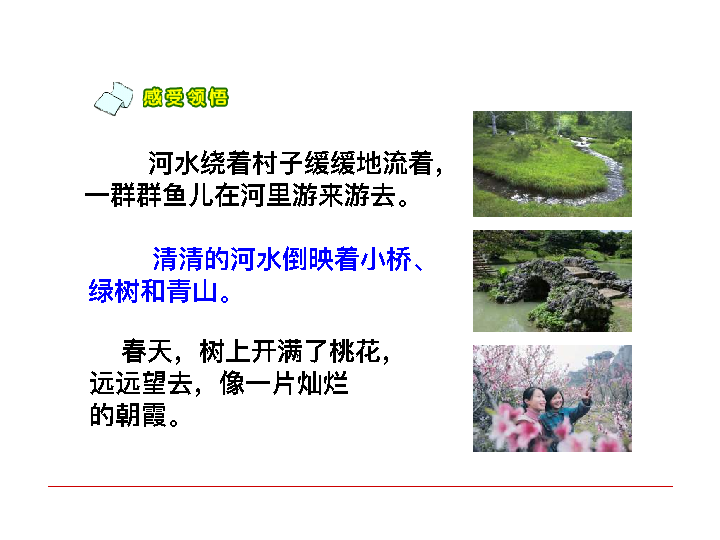 感受领悟
河水绕着村子缓缓地流着，
一群群鱼儿在河里游来游去。
清清的河水倒映着小桥、
绿树和青山。
春天，树上开满了桃花，
远远望去，像一片灿烂
的朝霞。